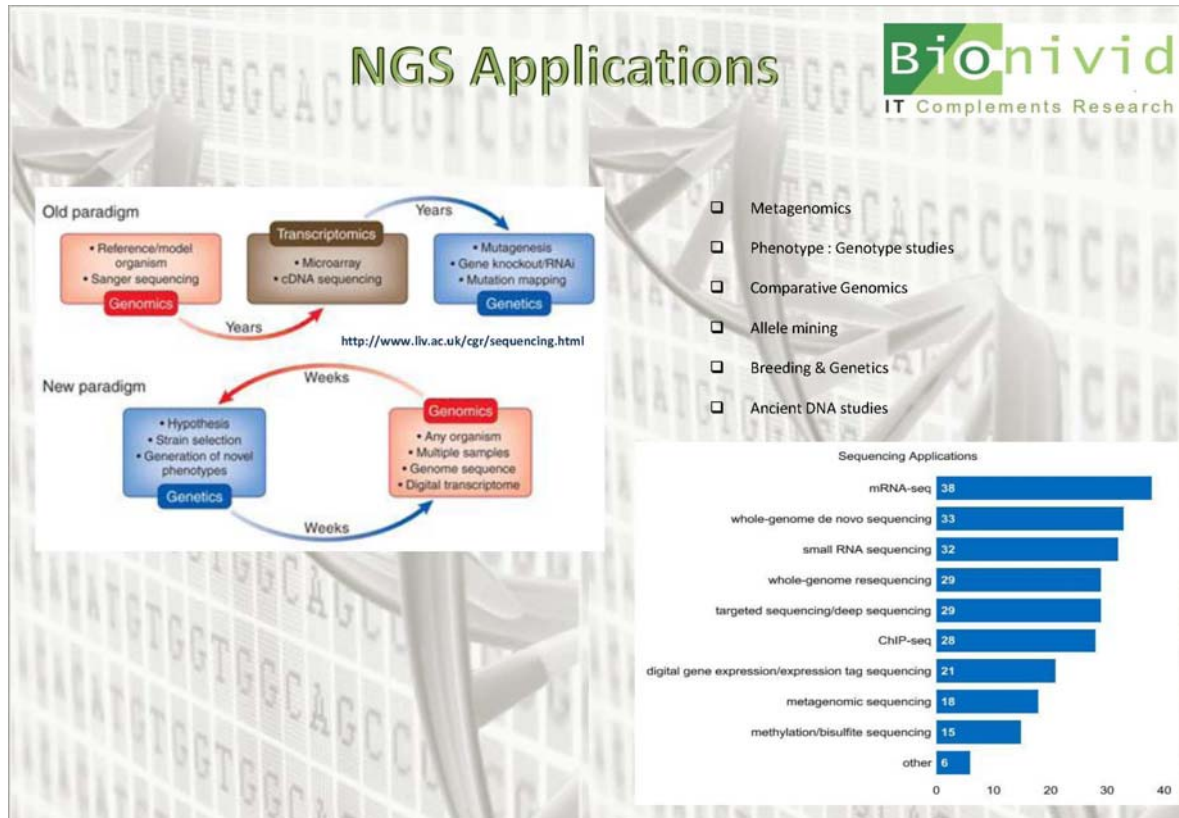 NGS Applications
Bionivid
IT Complements Research
Old paradigm
Years
• Reference/model
organism
• Sanger sequencing
Genomics
Transcriptomics
• Microarray
• cDNA sequencing
• Mutagenesis
• Gene knockout/RNAi
• Mutation mapping
Genetics
Years
http://www.liv.ac.uk/cgr/sequencing.html
New paradigm
Weeks
• Hypothesis
• Strain selection
• Generation of novel
phenotypes
Genetics
Genomics
• Any organism
• Multiple samples
• Genome sequence
• Digital transcriptome
Weeks
❑ Metagenomics
❑ Phenotype : Genotype studies
❑ Comparative Genomics
❑ Allele mining
❑ Breeding & Genetics
❑ Ancient DNA studies
Sequencing Applications
mRNA-seq 38
whole-genome de novo sequencing 33
small RNA sequencing 32
whole-genome resequencing 29
targeted sequencing/deep sequencing 29
ChIP-seq 28
digital gene expression/expression tag sequencing 21
metagenomic sequencing 18
methylation/bisulfite sequencing 15
other 6
0 10 20 30 40